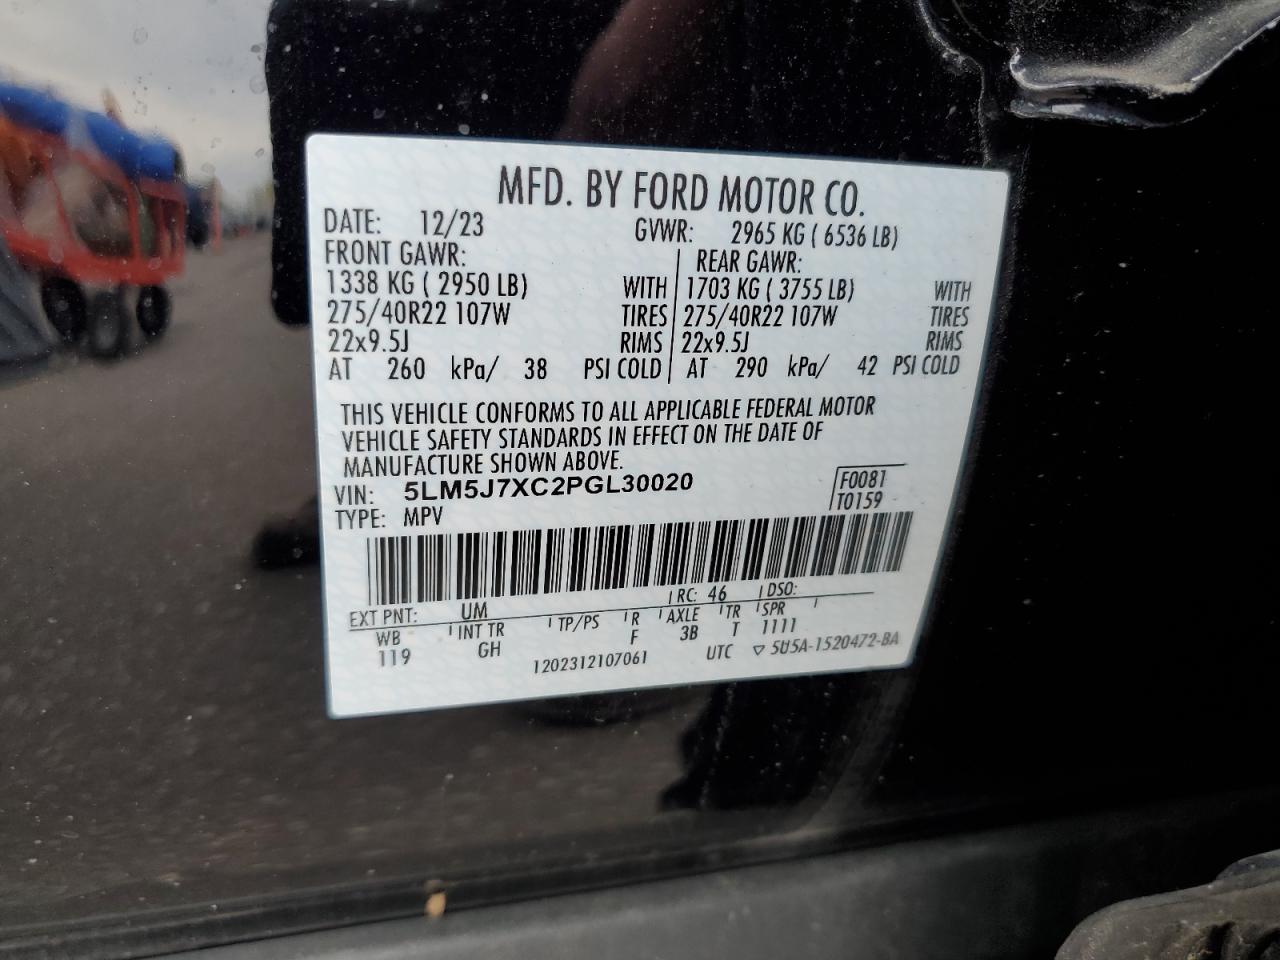 MFD. BY FORD MOTOR CO.
DATE: 12/23 GVWR: 2965 KG ( 6536 LB)
FRONT GAWR: REAR GAWR:
1338 KG ( 2950 LB) WITH 1703 KG ( 3755 LB) WITH
275/40R22 107W TIRES 275/40R22 107W TIRES
22x9.5J RIMS 22x9.5J RIMS
AT 260 kPa/ 38 PSI COLD AT 290 kPa/ 42 PSI COLD
THIS VEHICLE CONFORMS TO ALL APPLICABLE FEDERAL MOTOR
VEHICLE SAFETY STANDARDS IN EFFECT ON THE DATE OF
MANUFACTURE SHOWN ABOVE.
VIN: 5LM5J7XC2PGL30020 F0081
TYPE: MPV T0159
EXT PNT: UM RC: 46 DSO:
WB INT TR TP/PS R AXLE TR SPR
119 GH F 3B T 1111
1202312107061 UTC ▽ 5U5A-1520472-BA